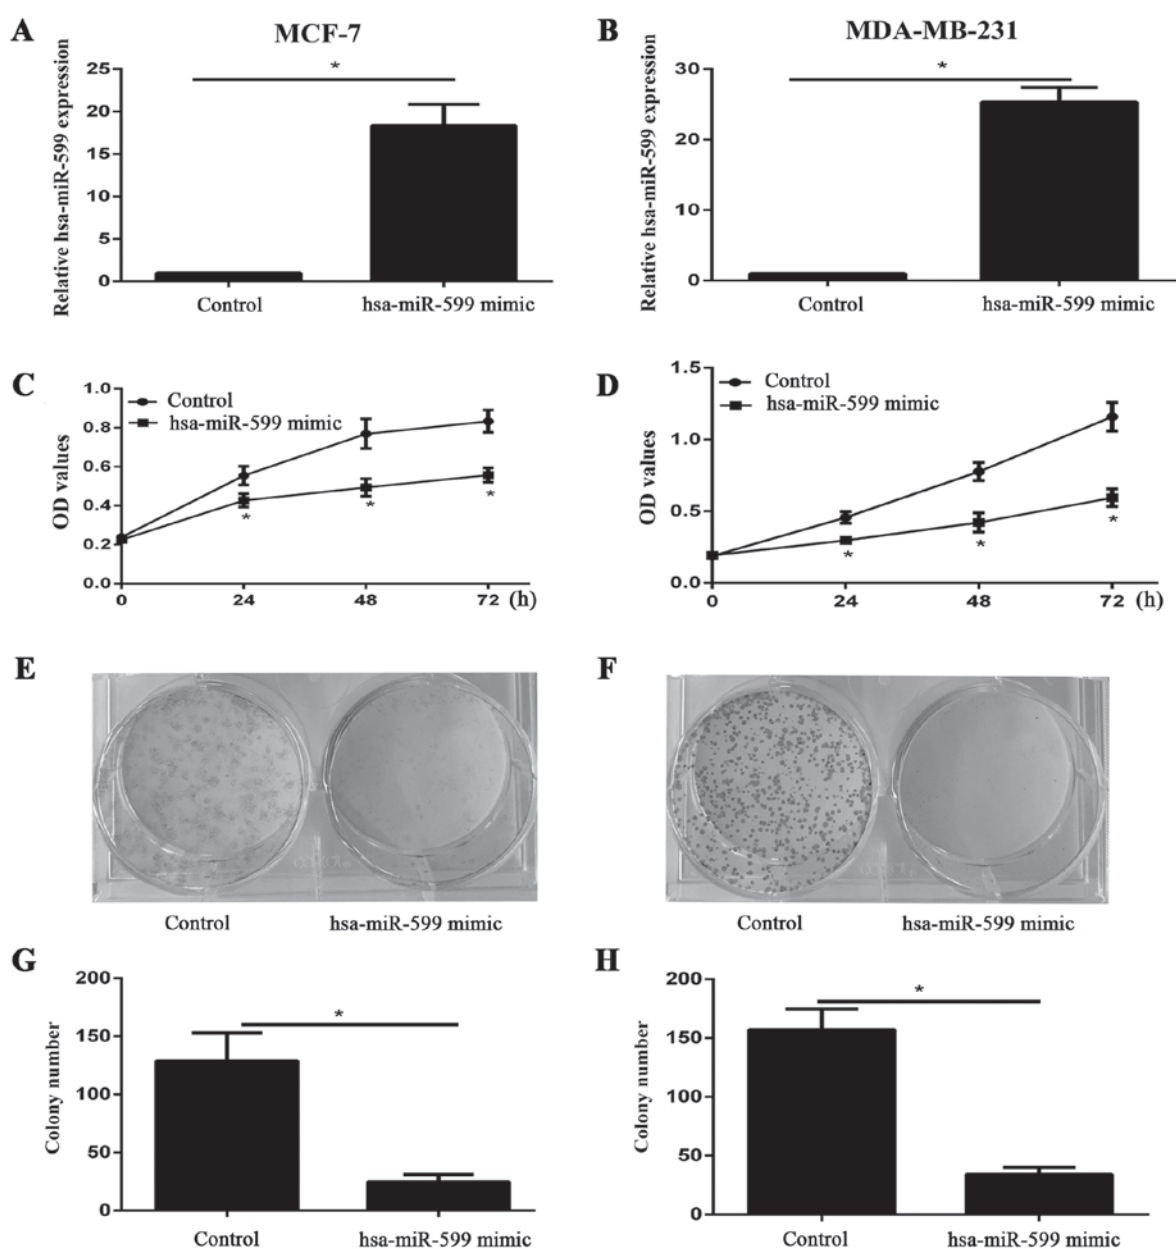 A
MCF-7
B
MDA-MB-231
Relative hsa-miR-599 expression
25
20
15
10
5
0
*
Control
hsa-miR-599 mimic
Relative hsa-miR-599 expression
30
20
10
0
*
Control
hsa-miR-599 mimic
C
OD values
1.0
0.8
0.6
0.4
0.2
0.0
Control
hsa-miR-599 mimic
*
*
*
0
24
48
72
(h)
D
OD values
1.5
1.0
0.5
0.0
Control
hsa-miR-599 mimic
*
*
*
0
24
48
72
(h)
E
Control
hsa-miR-599 mimic
F
Control
hsa-miR-599 mimic
G
Colony number
200
150
100
50
0
*
Control
hsa-miR-599 mimic
H
Colony number
200
150
100
50
0
*
Control
hsa-miR-599 mimic